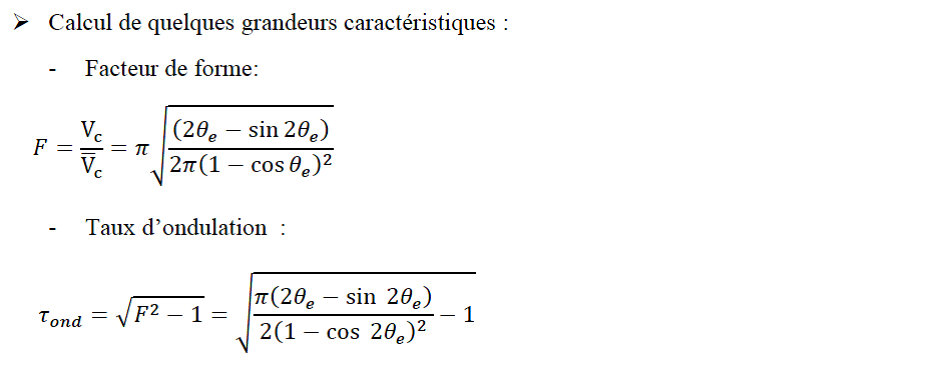 ➢ Calcul de quelques grandeurs caractéristiques :
- Facteur de forme:
F = V_c / V̿_c = π √((2θ_e − sin 2θ_e) / (2π(1 − cos θ_e)²))
- Taux d’ondulation :
τ_ond = √(F² − 1) = √(π(2θ_e − sin 2θ_e) / (2(1 − cos 2θ_e)²) − 1)